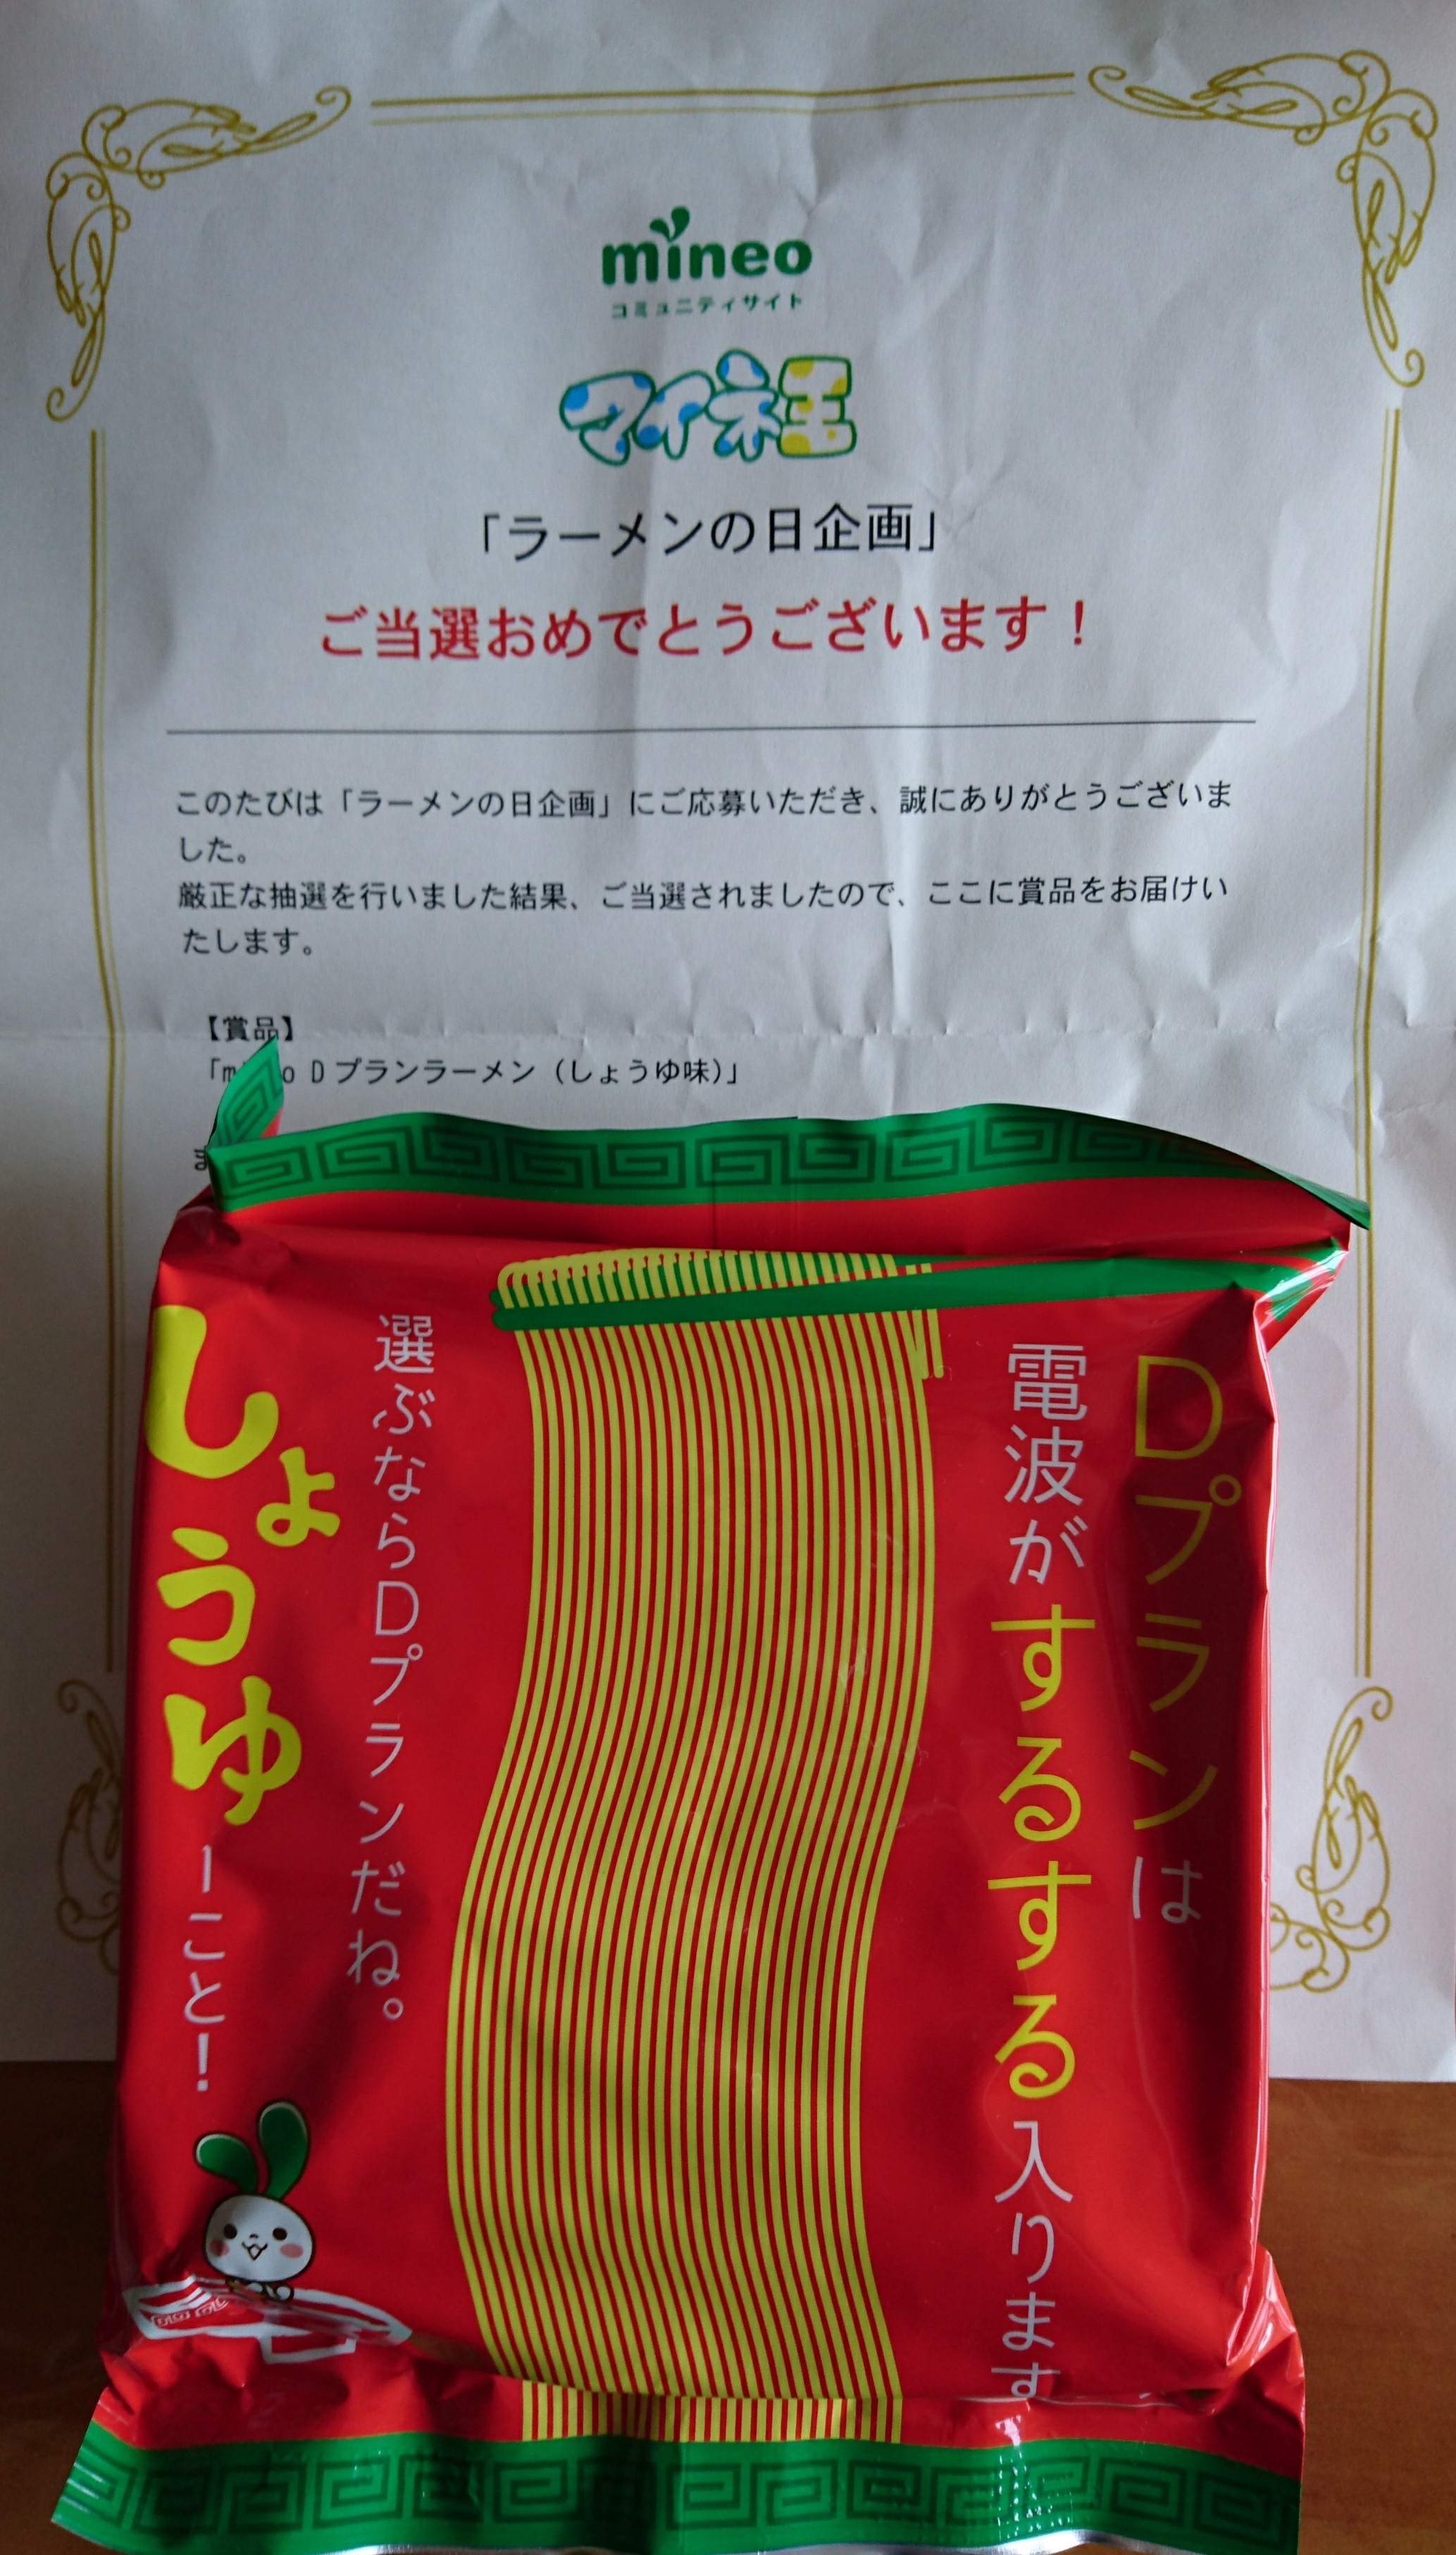 mineo
コミュニティサイト
マイネ王
「ラーメンの日企画」
ご当選おめでとうございます！
このたびは「ラーメンの日企画」にご応募いただき、誠にありがとうございま
した。
厳正な抽選を行いました結果、ご当選されましたので、ここに賞品をお届けい
たします。
【賞品】
D プランラーメン（しょうゆ味）」
Dプランは
電波がするする入ります
選ぶならDプランだね。
しょうゆーこと！